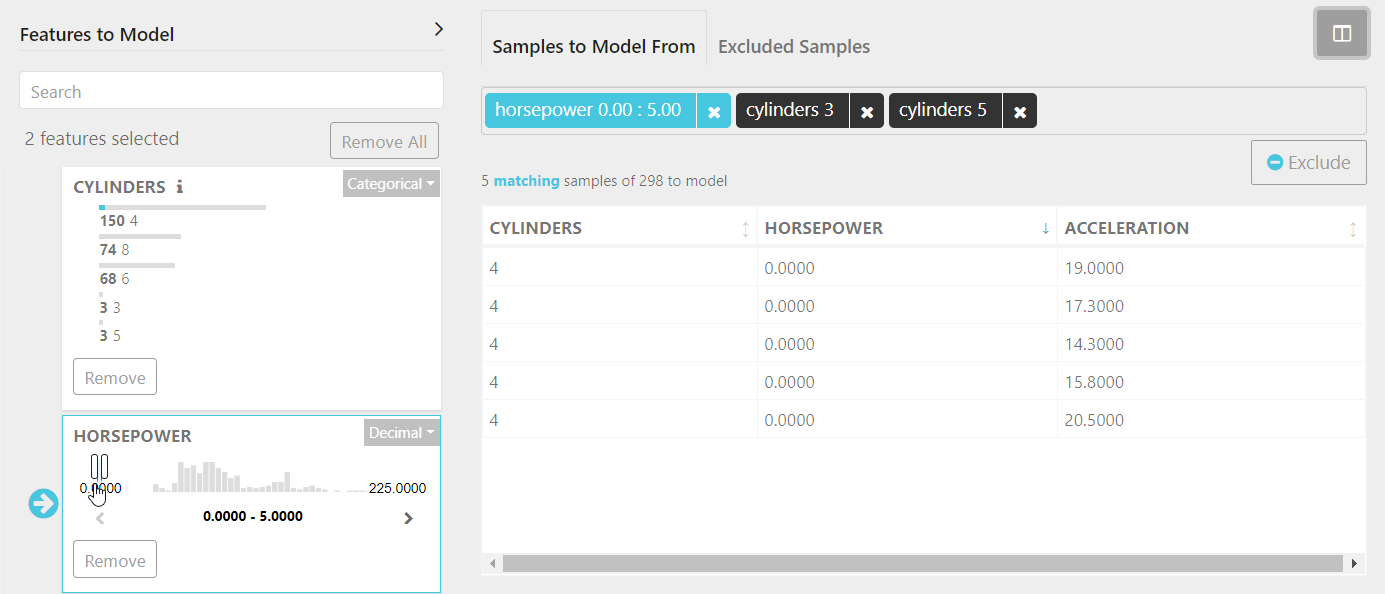 Features to Model
Search
2 features selected
Remove All
CYLINDERS
Categorical
150 4
74 8
68 6
3 3
3 5
Remove
HORSEPOWER
Decimal
0.0000
225.0000
0.0000 - 5.0000
Remove
Samples to Model From
Excluded Samples
horsepower 0.00 : 5.00
cylinders 3
cylinders 5
Exclude
5 matching samples of 298 to model
CYLINDERS HORSEPOWER ACCELERATION
4 0.0000 19.0000
4 0.0000 17.3000
4 0.0000 14.3000
4 0.0000 15.8000
4 0.0000 20.5000